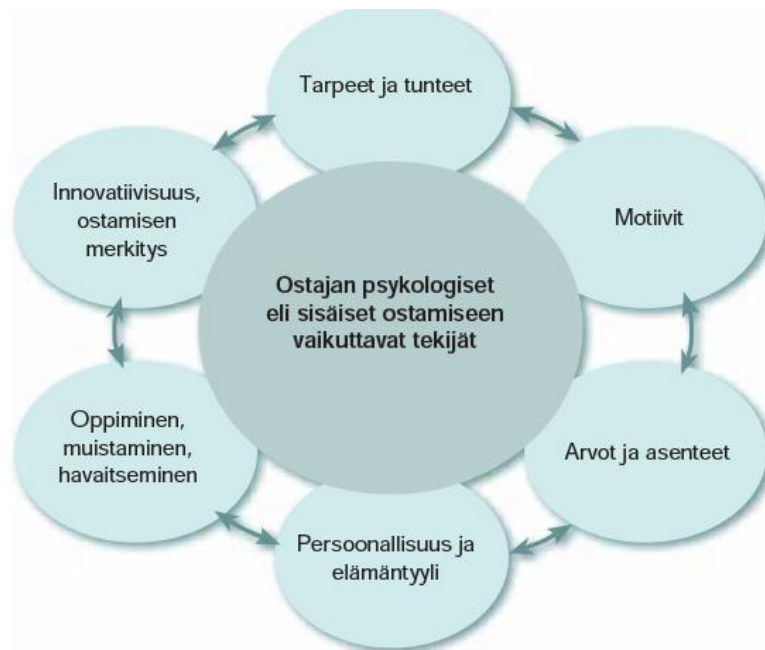 Tarpeet ja tunteet
Motiivit
Arvot ja asenteet
Persoonallisuus ja
elämäntyyli
Oppiminen,
muistaminen,
havaitseminen
Innovatiivisuus,
ostamisen
merkitys
Ostajan psykologiset
eli sisäiset ostamiseen
vaikuttavat tekijät